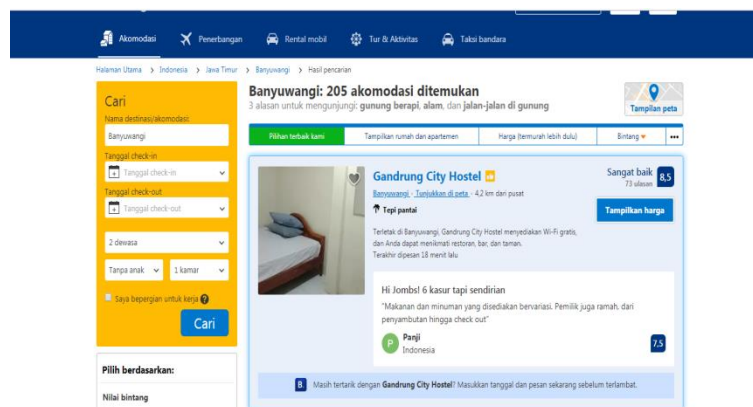 Akomodasi
Penerbangan
Rental mobil
Tur & Aktivitas
Taksi bandara
Halaman Utama > Indonesia > Jawa Timur > Banyuwangi > Hasil pencarian
Cari
Nama destinasi/akomodasi:
Banyuwangi
Tanggal check-in
Tanggal check-in
Tanggal check-out
Tanggal check-out
2 dewasa
Tanpa anak
1 kamar
Saya bepergian untuk kerja
Cari
Pilih berdasarkan:
Nilai bintang
Banyuwangi: 205 akomodasi ditemukan
3 alasan untuk mengunjungi: gunung berapi, alam, dan jalan-jalan di gunung
Tampilan peta
Pilihan terbaik kami
Tampilkan rumah dan apartemen
Harga (termurah lebih dulu)
Bintang
Gandrung City Hostel
Banyuwangi - Tunjukkan di peta - 4,2 km dari pusat
Tepi pantai
Sangat baik
73 ulasan
8,5
Tampilkan harga
Terletak di Banyuwangi, Gandrung City Hostel menyediakan Wi-Fi gratis,
dan Anda dapat menikmati restoran, bar, dan taman.
Terakhir dipesan 18 menit lalu
Hi Jombs! 6 kasur tapi sendirian
"Makanan dan minuman yang disediakan bervariasi. Pemilik juga ramah, dari
penyambutan hingga check out"
P
Panji
Indonesia
7,5
B. Masih tertarik dengan Gandrung City Hostel? Masukkan tanggal dan pesan sekarang sebelum terlambat.